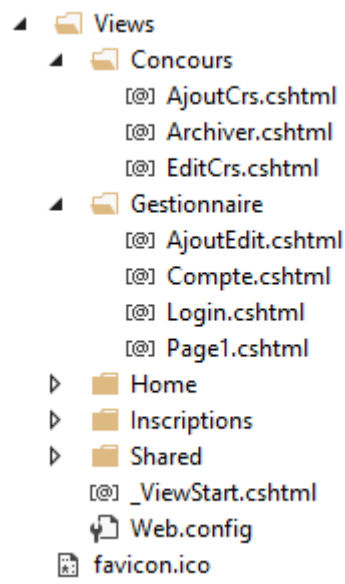 Views
Concours
[@] AjoutCrs.cshtml
[@] Archiver.cshtml
[@] EditCrs.cshtml
Gestionnaire
[@] AjoutEdit.cshtml
[@] Compte.cshtml
[@] Login.cshtml
[@] Page1.cshtml
Home
Inscriptions
Shared
[@] _ViewStart.cshtml
Web.config
favicon.ico